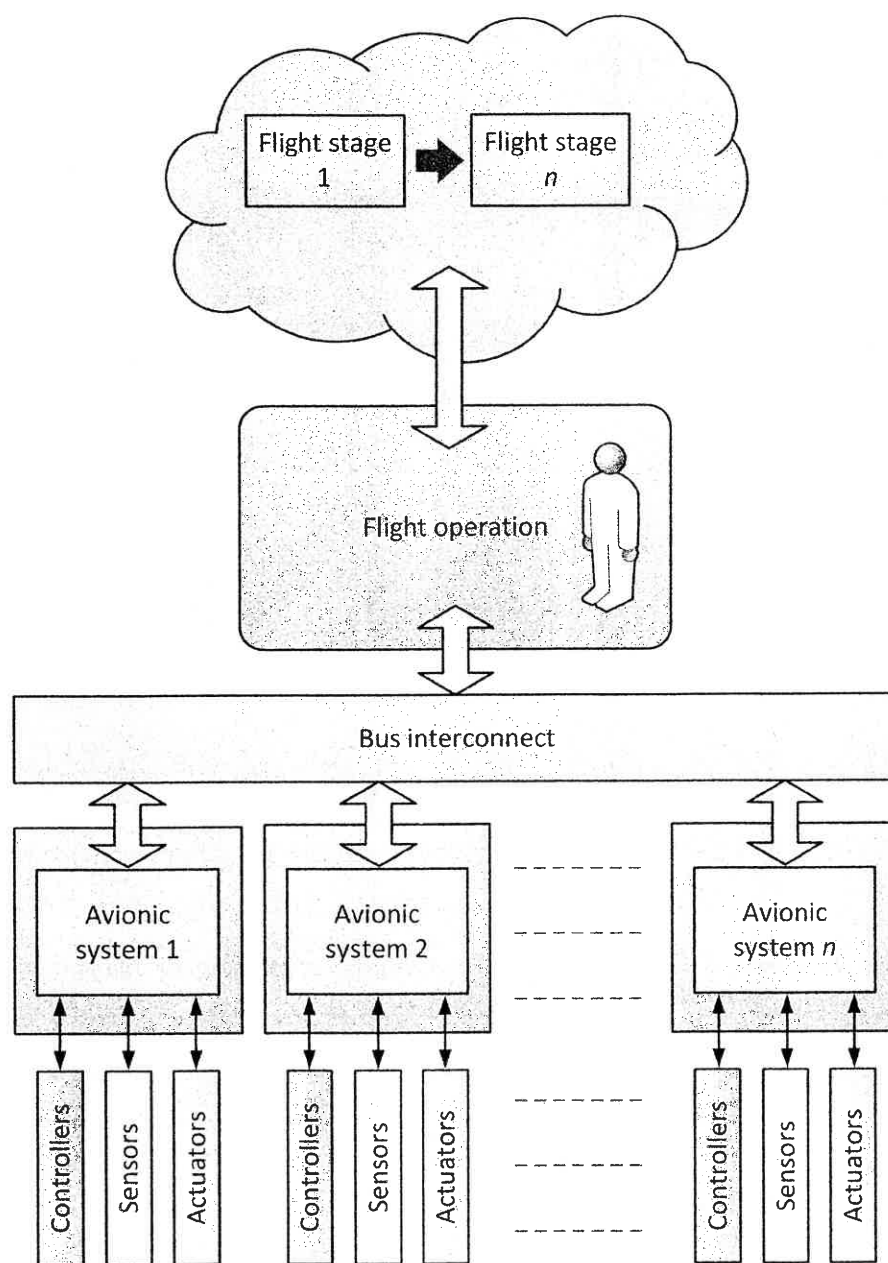 Flight stage
1
Flight stage
n
Flight operation
Bus interconnect
Avionic
system 1
Avionic
system 2
Avionic
system n
Controllers
Sensors
Actuators
Controllers
Sensors
Actuators
Controllers
Sensors
Actuators